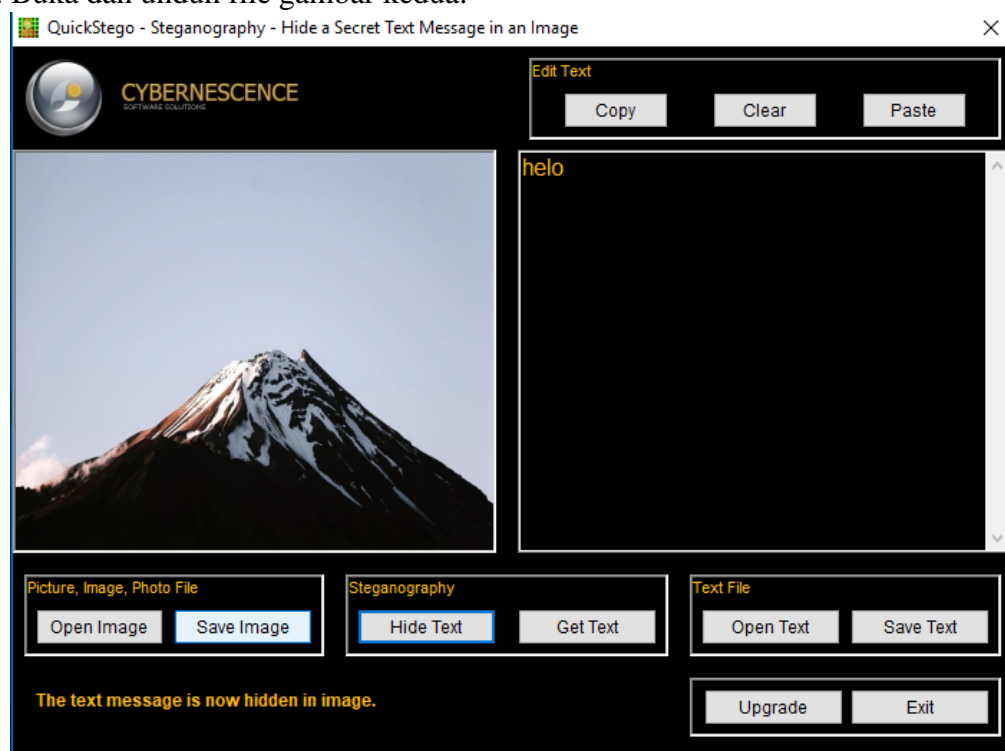 Buka dan unduh file gambar kedua.
QuickStego - Steganography - Hide a Secret Text Message in an Image
CYBERNESCENCE
SOFTWARE SOLUTIONS
Edit Text
Copy Clear Paste
helo
Picture, Image, Photo File
Open Image Save Image
Steganography
Hide Text Get Text
Text File
Open Text Save Text
The text message is now hidden in image.
Upgrade Exit